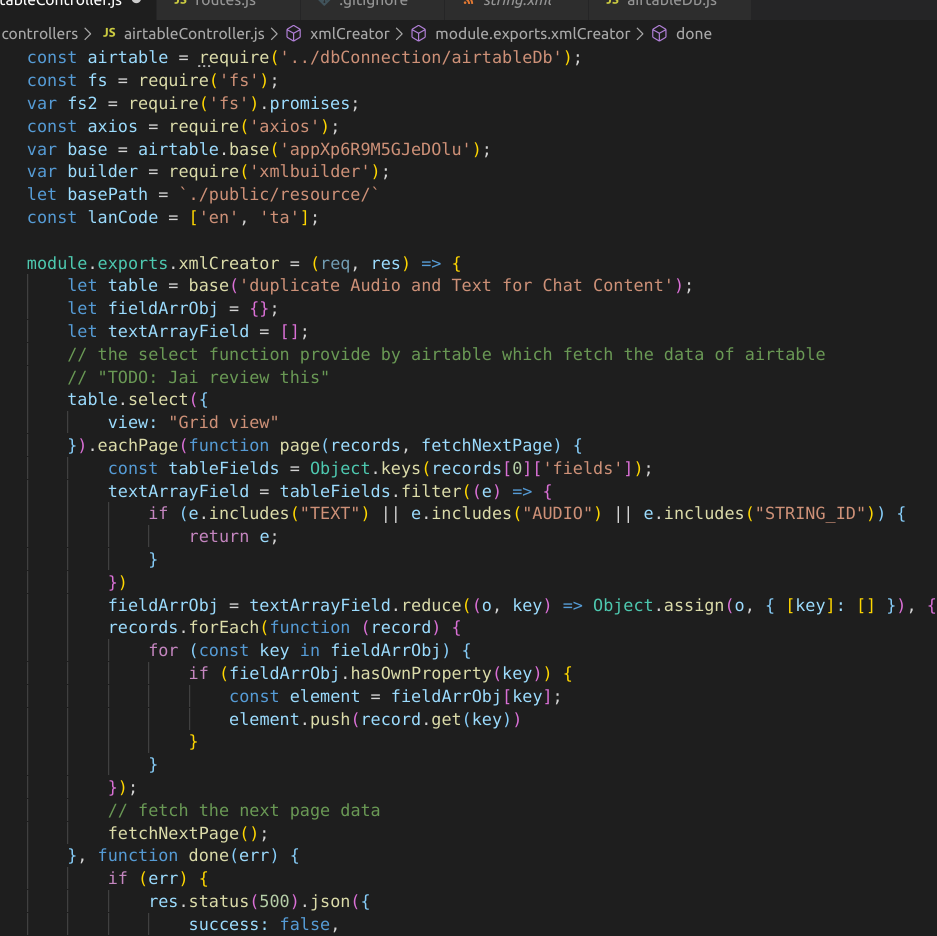 tableController.js JS routes.js .gitignore string.xml JS airtableDb.js
controllers > JS airtableController.js > xmlCreator > module.exports.xmlCreator > done
const airtable = require('../dbConnection/airtableDb');
const fs = require('fs');
var fs2 = require('fs').promises;
const axios = require('axios');
var base = airtable.base('appXp6R9M5GJeDOlu');
var builder = require('xmlbuilder');
let basePath = `./public/resource/`
const lanCode = ['en', 'ta'];
module.exports.xmlCreator = (req, res) => {
let table = base('duplicate Audio and Text for Chat Content');
let fieldArrObj = {};
let textArrayField = [];
// the select function provide by airtable which fetch the data of airtable
// "TODO: Jai review this"
table.select({
view: "Grid view"
}).eachPage(function page(records, fetchNextPage) {
const tableFields = Object.keys(records[0]['fields']);
textArrayField = tableFields.filter((e) => {
if (e.includes("TEXT") || e.includes("AUDIO") || e.includes("STRING_ID")) {
return e;
}
})
fieldArrObj = textArrayField.reduce((o, key) => Object.assign(o, { [key]: [] }), {
records.forEach(function (record) {
for (const key in fieldArrObj) {
if (fieldArrObj.hasOwnProperty(key)) {
const element = fieldArrObj[key];
element.push(record.get(key))
}
}
});
// fetch the next page data
fetchNextPage();
}, function done(err) {
if (err) {
res.status(500).json({
success: false,